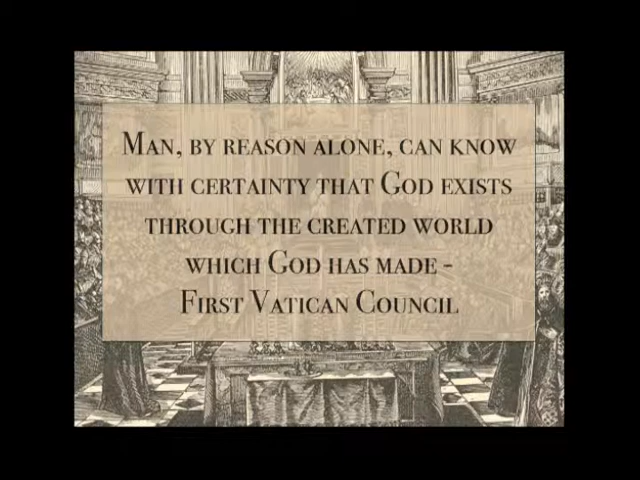 Man, by reason alone, can know
with certainty that God exists
through the created world
which God has made -
First Vatican Council